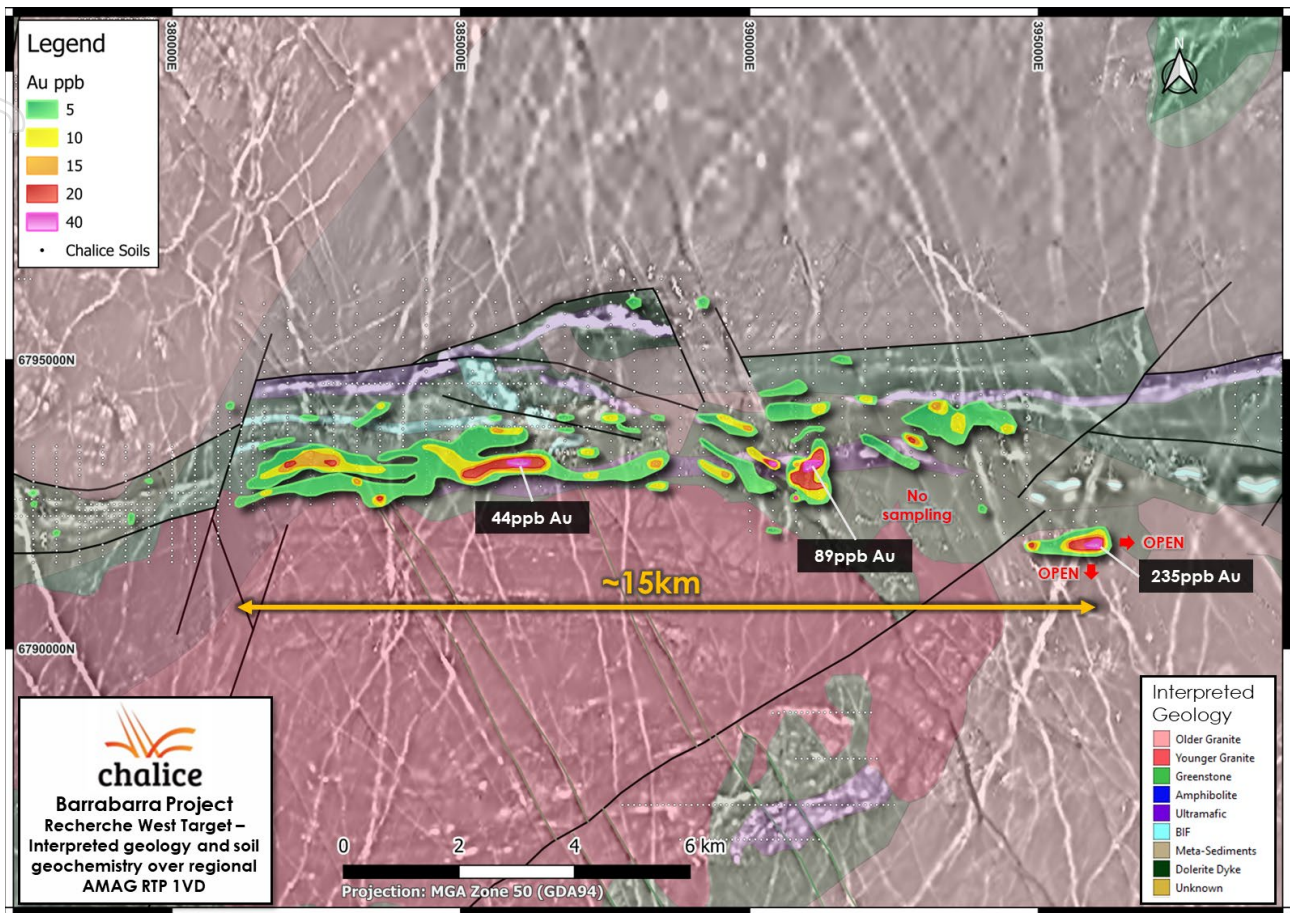 380000E
385000E
390000E
395000E
Legend
Au ppb
5
10
15
20
40
Chalice Soils
N
6795000N
44ppb Au
No
sampling
89ppb Au
OPEN
OPEN
235ppb Au
~15km
6790000N
chalice
Barrabarra Project
Recherche West Target –
Interpreted geology and soil
geochemistry over regional
AMAG RTP 1VD
0 2 4 6 km
Projection: MGA Zone 50 (GDA94)
Interpreted
Geology
Older Granite
Younger Granite
Greenstone
Amphibolite
Ultramafic
BIF
Meta-Sediments
Dolerite Dyke
Unknown